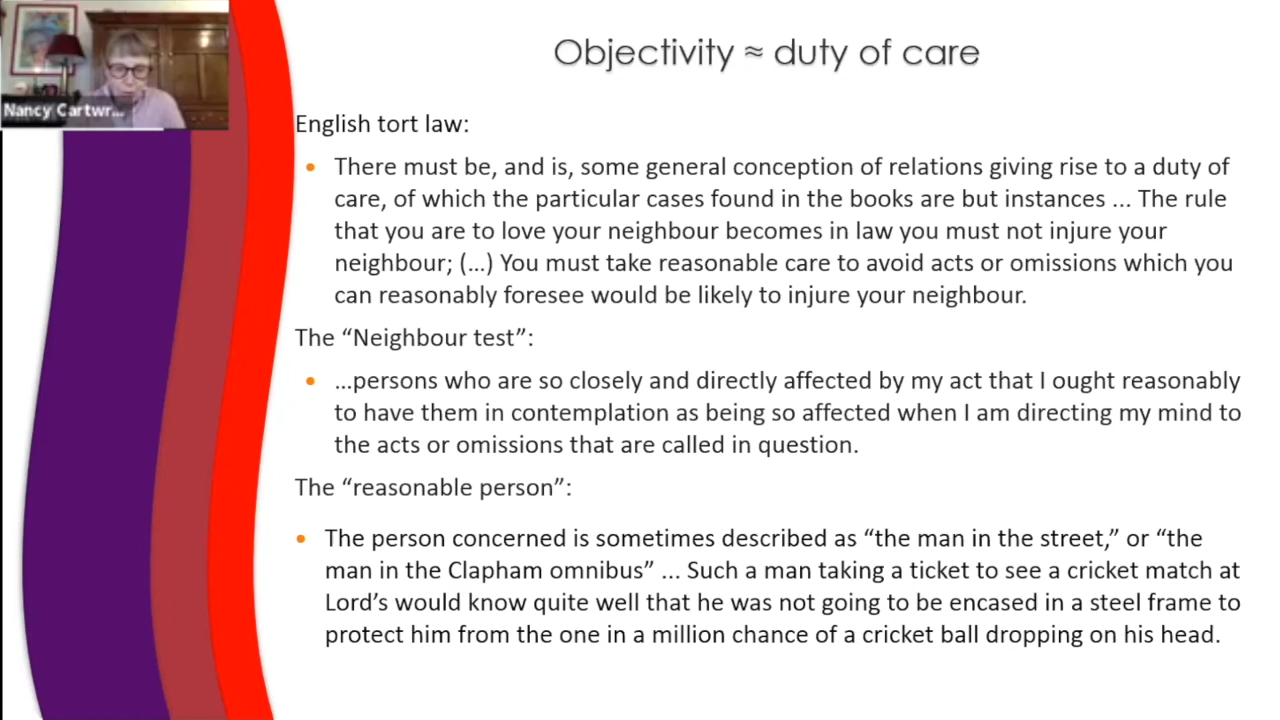 Nancy Cartwr...
Objectivity ≈ duty of care
English tort law:
• There must be, and is, some general conception of relations giving rise to a duty of
care, of which the particular cases found in the books are but instances ... The rule
that you are to love your neighbour becomes in law you must not injure your
neighbour; (...) You must take reasonable care to avoid acts or omissions which you
can reasonably foresee would be likely to injure your neighbour.
The “Neighbour test”:
• ...persons who are so closely and directly affected by my act that I ought reasonably
to have them in contemplation as being so affected when I am directing my mind to
the acts or omissions that are called in question.
The “reasonable person”:
• The person concerned is sometimes described as “the man in the street,” or “the
man in the Clapham omnibus” ... Such a man taking a ticket to see a cricket match at
Lord’s would know quite well that he was not going to be encased in a steel frame to
protect him from the one in a million chance of a cricket ball dropping on his head.